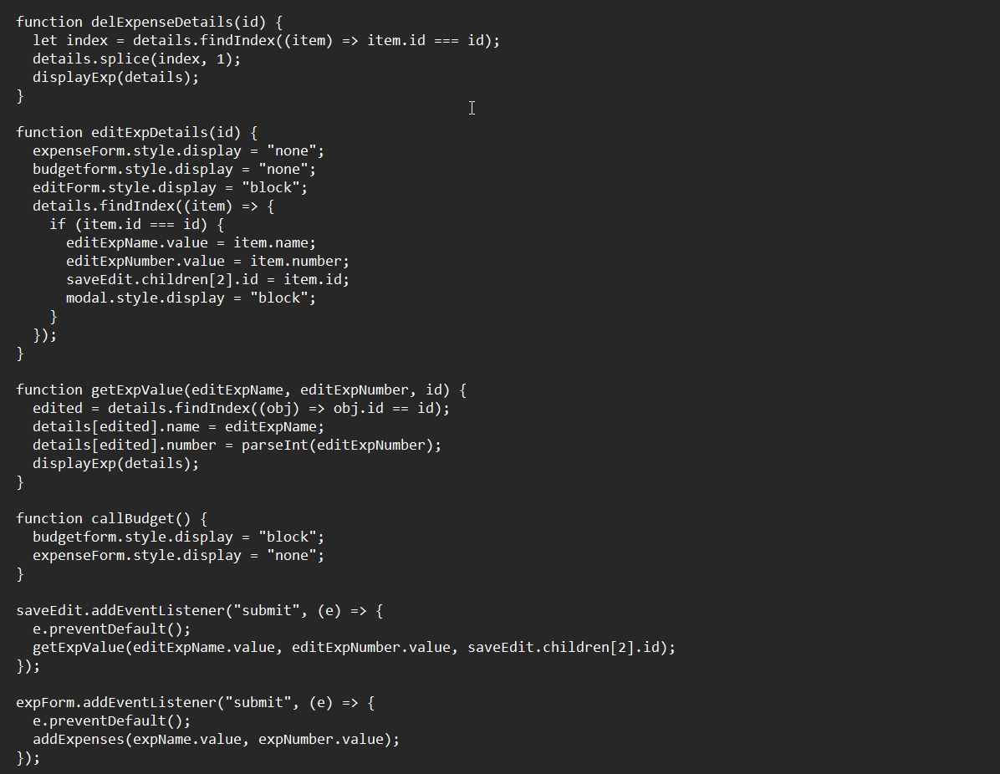 function delExpenseDetails(id) {
  let index = details.findIndex((item) => item.id === id);
  details.splice(index, 1);
  displayExp(details);
}

function editExpDetails(id) {
  expenseForm.style.display = "none";
  budgetform.style.display = "none";
  editForm.style.display = "block";
  details.findIndex((item) => {
    if (item.id === id) {
      editExpName.value = item.name;
      editExpNumber.value = item.number;
      saveEdit.children[2].id = item.id;
      modal.style.display = "block";
    }
  });
}

function getExpValue(editExpName, editExpNumber, id) {
  edited = details.findIndex((obj) => obj.id == id);
  details[edited].name = editExpName;
  details[edited].number = parseInt(editExpNumber);
  displayExp(details);
}

function callBudget() {
  budgetform.style.display = "block";
  expenseForm.style.display = "none";
}

saveEdit.addEventListener("submit", (e) => {
  e.preventDefault();
  getExpValue(editExpName.value, editExpNumber.value, saveEdit.children[2].id);
});

expForm.addEventListener("submit", (e) => {
  e.preventDefault();
  addExpenses(expName.value, expNumber.value);
});